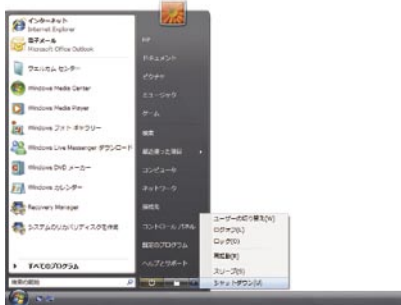 インターネット
Internet Explorer
電子メール
Microsoft Office Outlook
ウェルカム センター
Windows Media Center
Windows Media Player
Windows フォト ギャラリー
Windows Live Messenger ダウンロード
Windows DVD メーカー
Windows カレンダー
Recovery Manager
システムのリカバリディスクを作成
すべてのプログラム
検索の開始
HP
ドキュメント
ピクチャ
ミュージック
ゲーム
検索
最近使った項目
コンピュータ
ネットワーク
接続先
コントロール パネル
既定のプログラム
ヘルプとサポート
ユーザーの切り替え(W)
ログオフ(L)
ロック(O)
再起動(R)
スリープ(S)
シャットダウン(U)